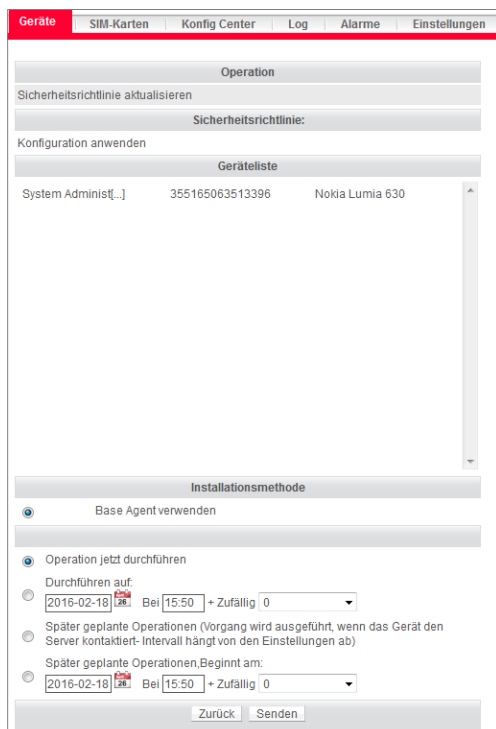 Geräte SIM-Karten Konfig Center Log Alarme Einstellungen
Operation
Sicherheitsrichtlinie aktualisieren
Sicherheitsrichtlinie:
Konfiguration anwenden
Geräteliste
System Administ[...] 355165063513396 Nokia Lumia 630
Installationsmethode
Base Agent verwenden
Operation jetzt durchführen
Durchführen auf:
2016-02-18 26 Bei 15:50 + Zufällig 0
Später geplante Operationen (Vorgang wird ausgeführt, wenn das Gerät den
Server kontaktiert- Intervall hängt von den Einstellungen ab)
Später geplante Operationen,Beginnt am:
2016-02-18 26 Bei 15:50 + Zufällig 0
Zurück Senden